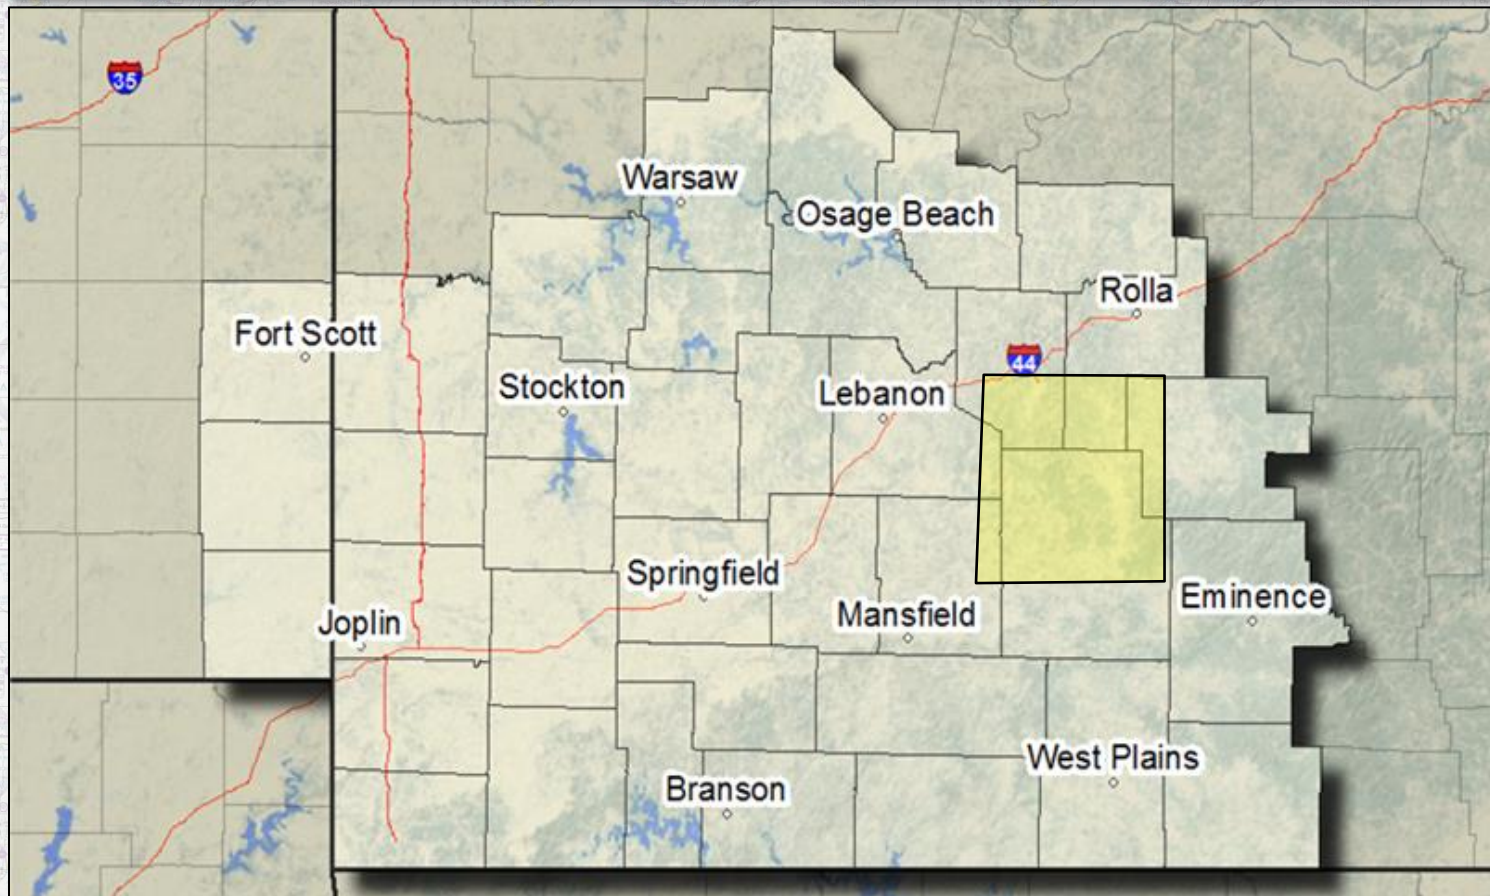 35
Warsaw
Osage Beach
Rolla
Fort Scott
44
Stockton
Lebanon
Springfield
Eminence
Mansfield
Joplin
West Plains
Branson